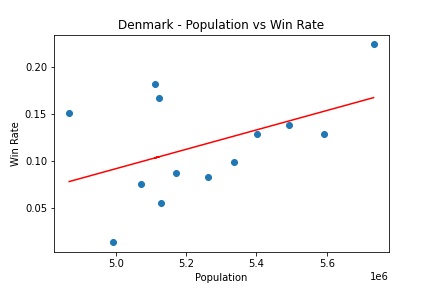 Denmark - Population vs Win Rate
0.20
0.15
0.10
0.05
Win Rate
5.0
5.2
5.4
5.6
1e6
Population